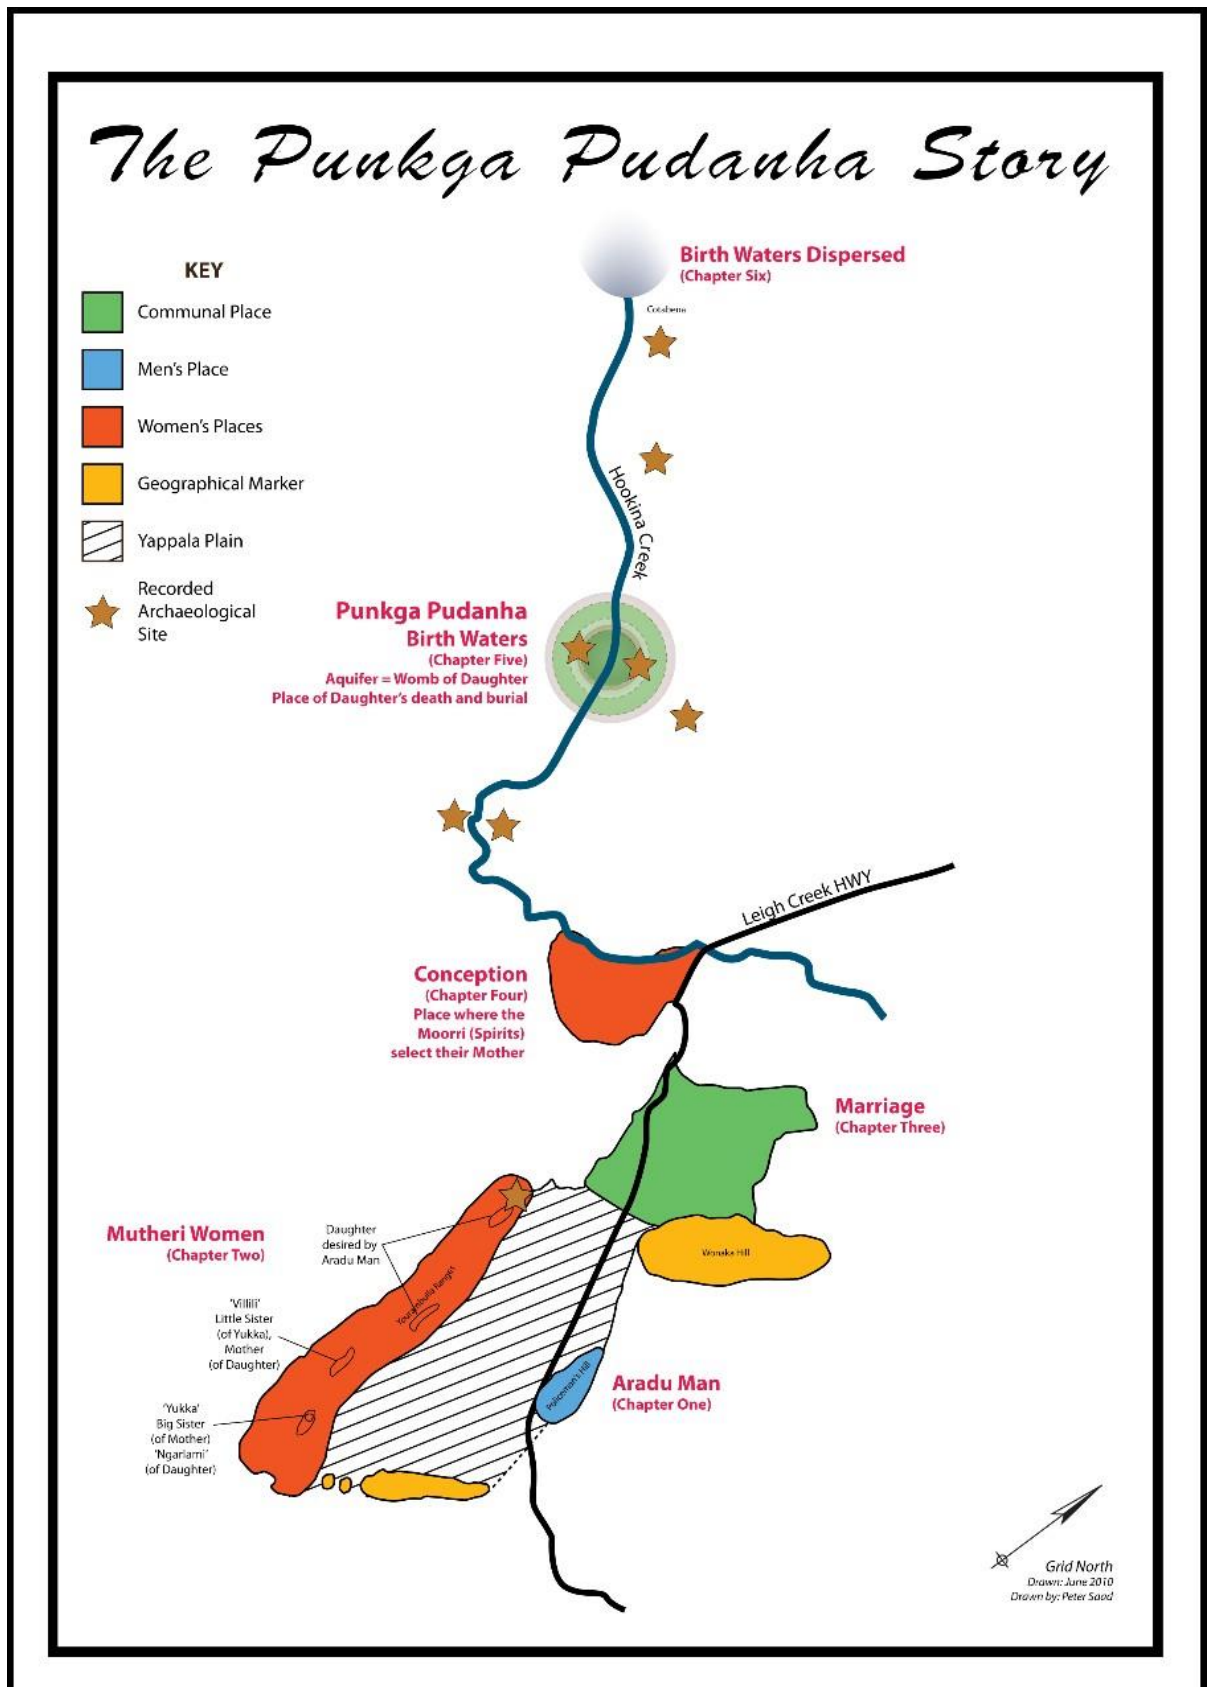 The Punkga Pudanha Story
Birth Waters Dispersed
(Chapter Six)
KEY
Communal Place
Men's Place
Women's Places
Geographical Marker
Yappala Plain
Recorded
Archaeological
Site
Cotabena
Hookina Creek
Punkga Pudanha
Birth Waters
(Chapter Five)
Aquifer = Womb of Daughter
Place of Daughter's death and burial
Leigh Creek HWY
Conception
(Chapter Four)
Place where the
Moorri (Spirits)
select their Mother
Marriage
(Chapter Three)
Mutheri Women
(Chapter Two)
Daughter
desired by
Aradu Man
Wonaka Hill
'Villili'
Little Sister
(of Yukka),
Mother
(of Daughter)
Aradu Man
(Chapter One)
Policeman's Hill
'Yukka'
Big Sister
(of Mother)
'Ngarlami'
(of Daughter)
Grid North
Drawn: June 2010
Drawn by: Peter Saad